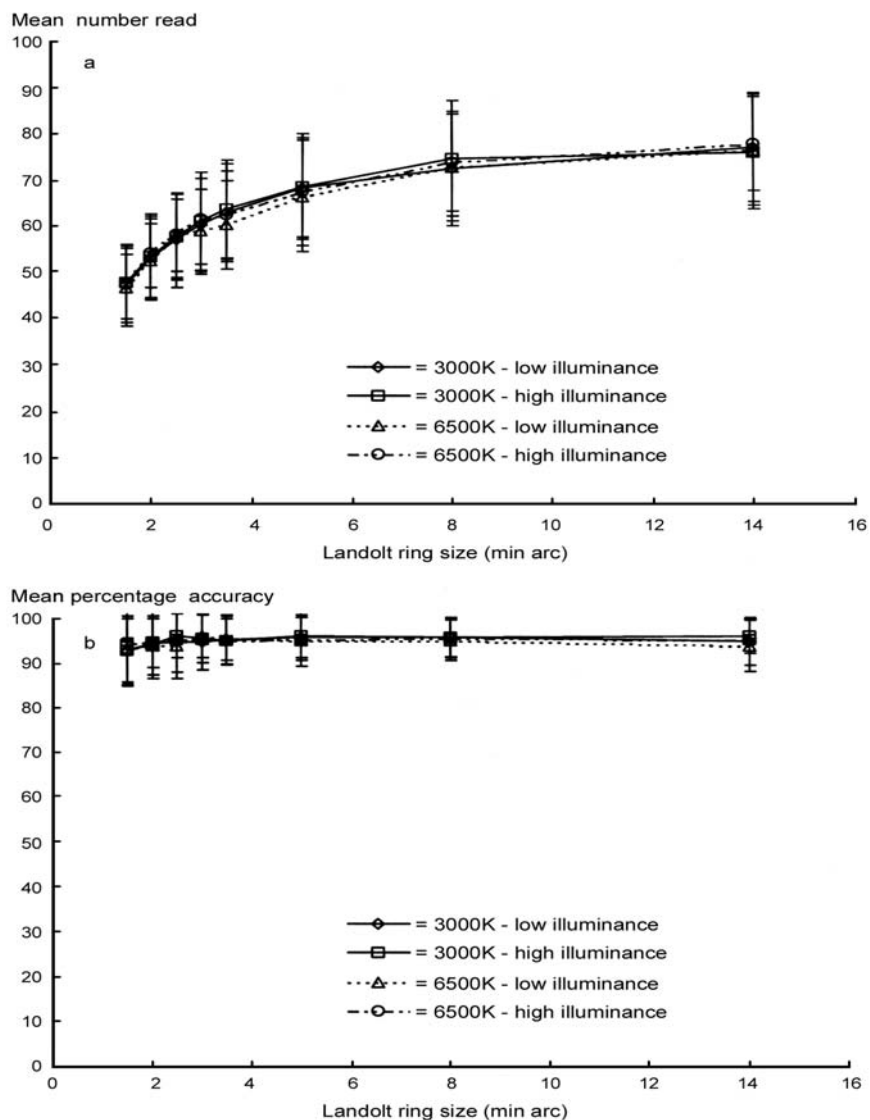 Mean number read
100
a
90
80
70
60
50
40
30
20
10
0
= 3000K - low illuminance
= 3000K - high illuminance
= 6500K - low illuminance
= 6500K - high illuminance
0 2 4 6 8 10 12 14 16
Landolt ring size (min arc)
Mean percentage accuracy
100
b
90
80
70
60
50
40
30
20
10
0
= 3000K - low illuminance
= 3000K - high illuminance
= 6500K - low illuminance
= 6500K - high illuminance
0 2 4 6 8 10 12 14 16
Landolt ring size (min arc)